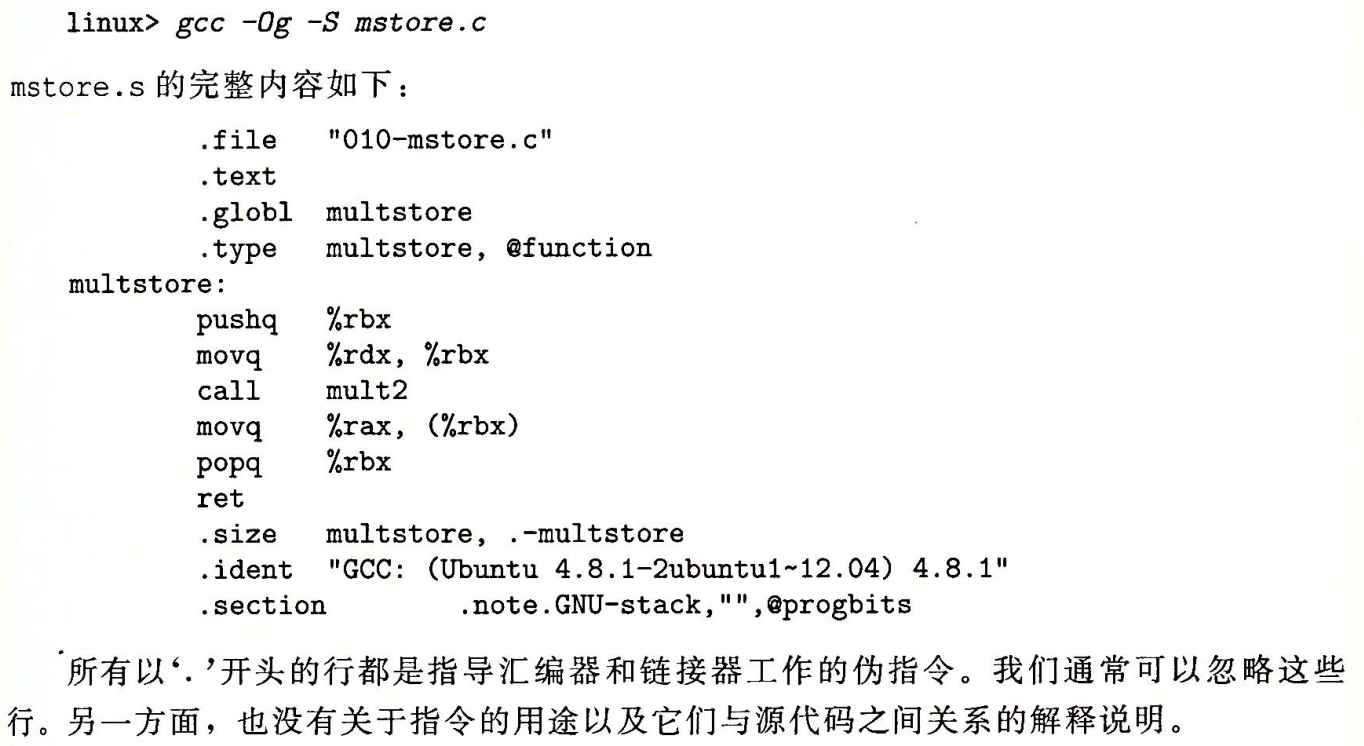 linux> gcc -Og -S mstore.c
mstore.s 的完整内容如下：
.file "010-mstore.c"
.text
.globl multstore
.type multstore, @function
multstore:
pushq %rbx
movq %rdx, %rbx
call mult2
movq %rax, (%rbx)
popq %rbx
ret
.size multstore, .-multstore
.ident "GCC: (Ubuntu 4.8.1-2ubuntu1~12.04) 4.8.1"
.section .note.GNU-stack,"",@progbits
所有以‘.’开头的行都是指导汇编器和链接器工作的伪指令。我们通常可以忽略这些
行。另一方面，也没有关于指令的用途以及它们与源代码之间关系的解释说明。